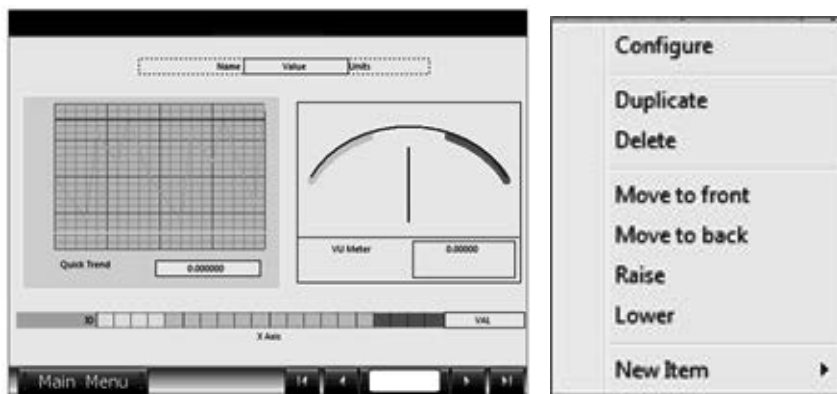 Name Value Units
Quick Trend 0.000000
VU Meter 0.00000
ID VAL
X Axis
Main Menu
Configure
Duplicate
Delete
Move to front
Move to back
Raise
Lower
New Item